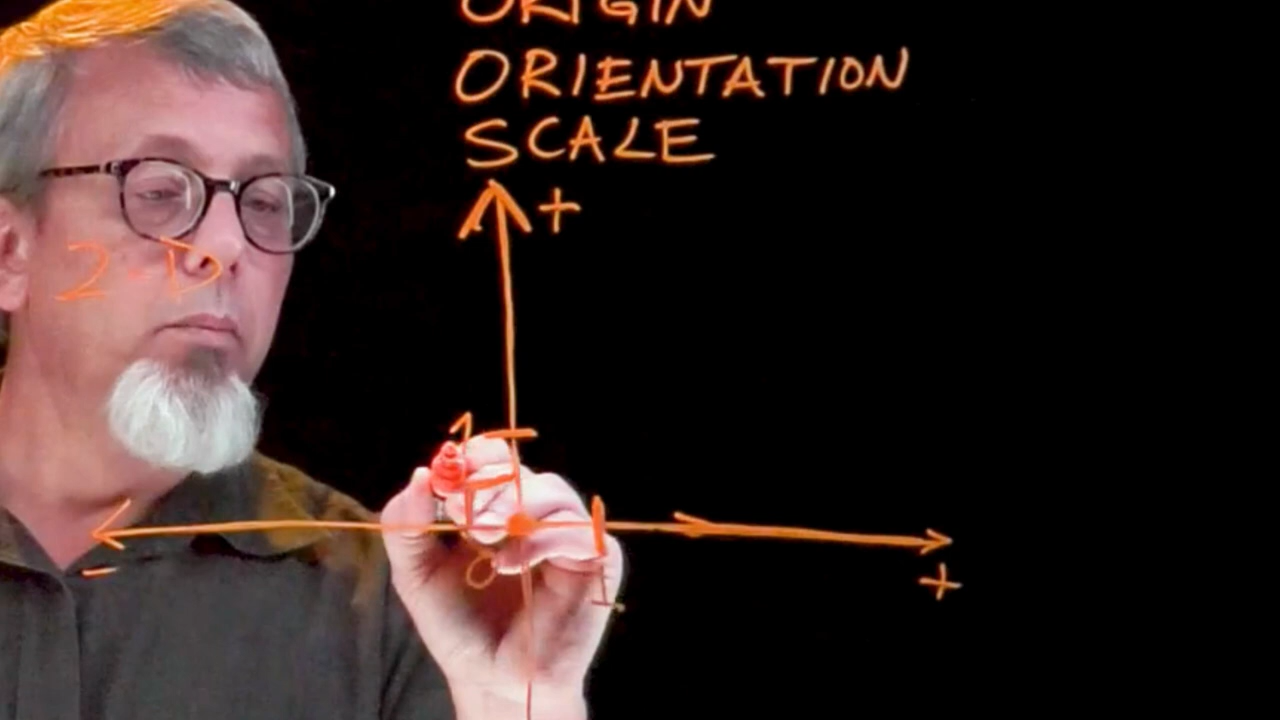 ORIGIN
ORIENTATION
SCALE
+
2-D
1
0
1
-
+